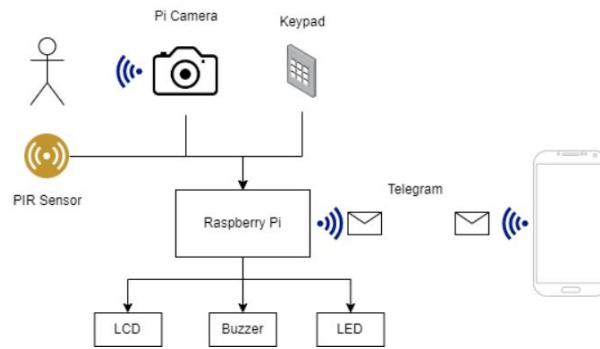 Pi Camera
Keypad
PIR Sensor
Raspberry Pi
Telegram
LCD
Buzzer
LED